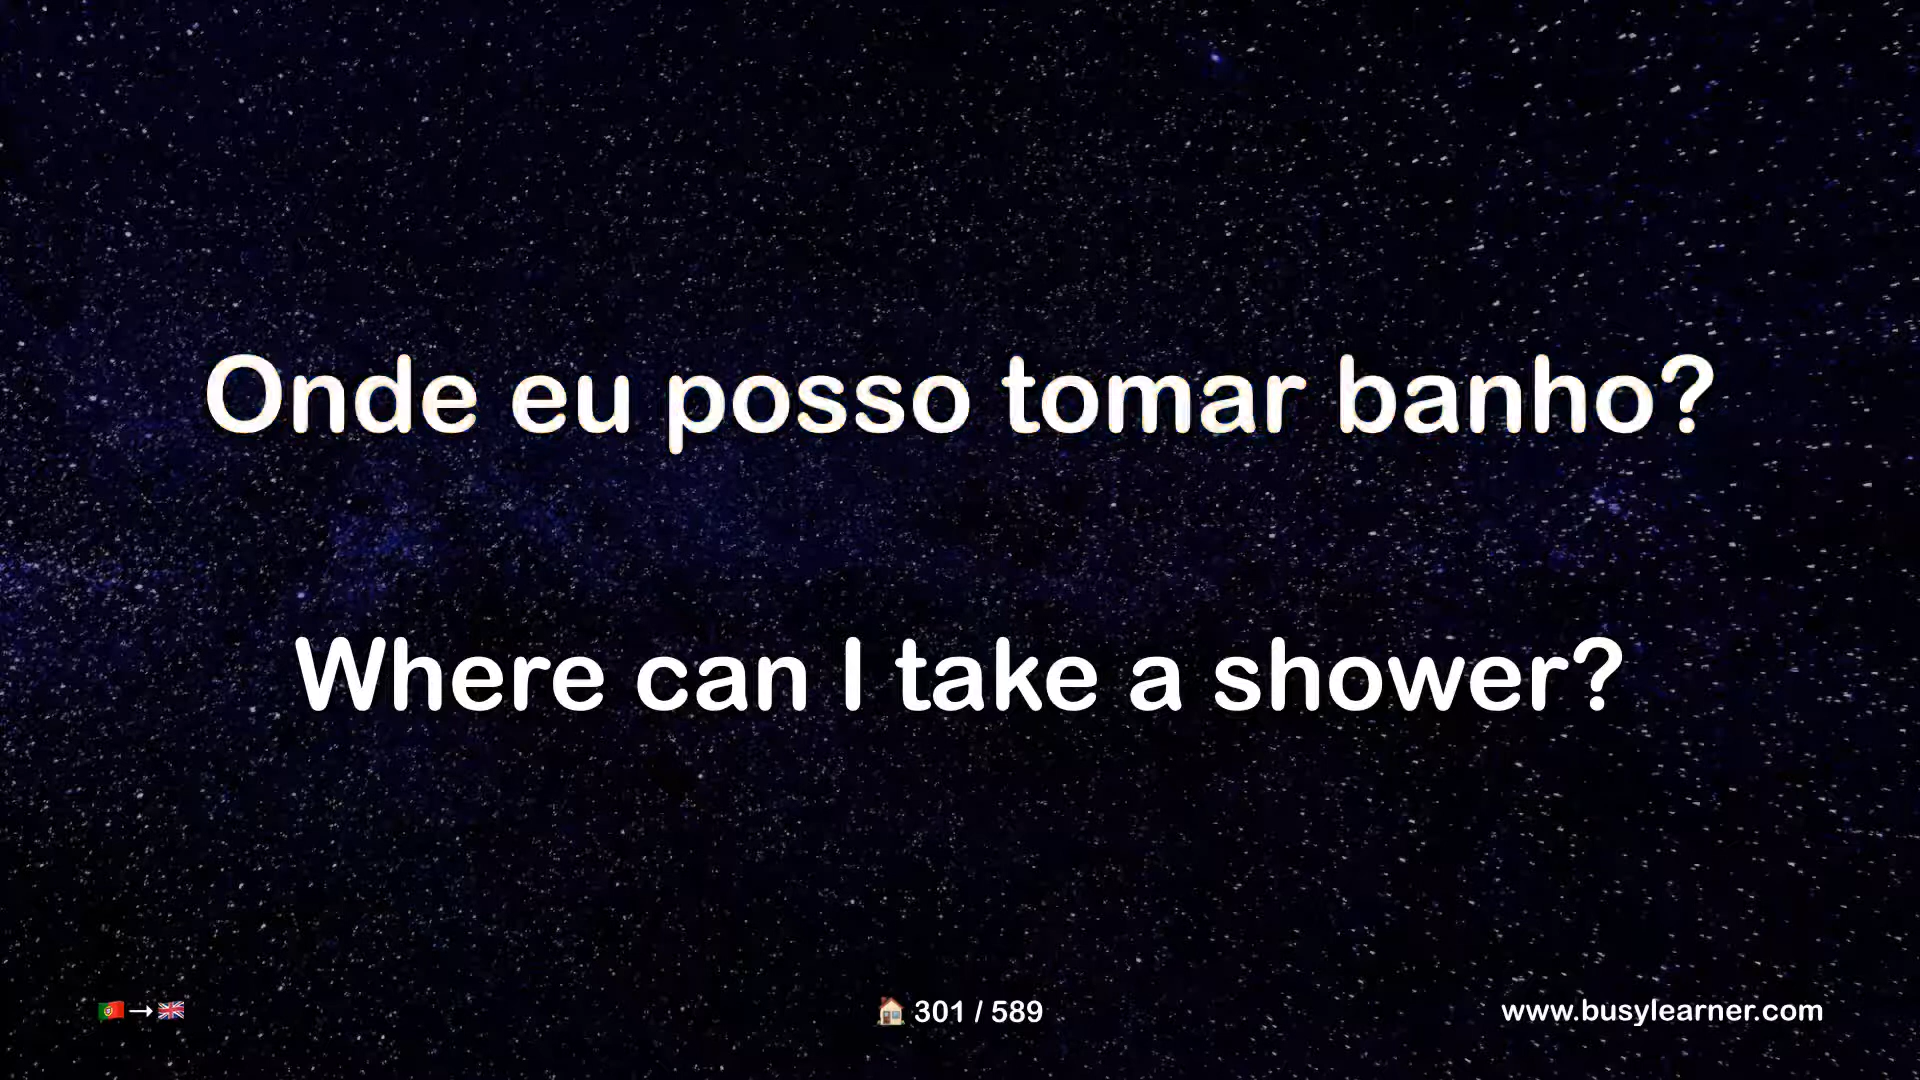 Onde eu posso tomar banho?
Where can I take a shower?
🇵🇹→🇬🇧
🏠 301 / 589
www.busylearner.com